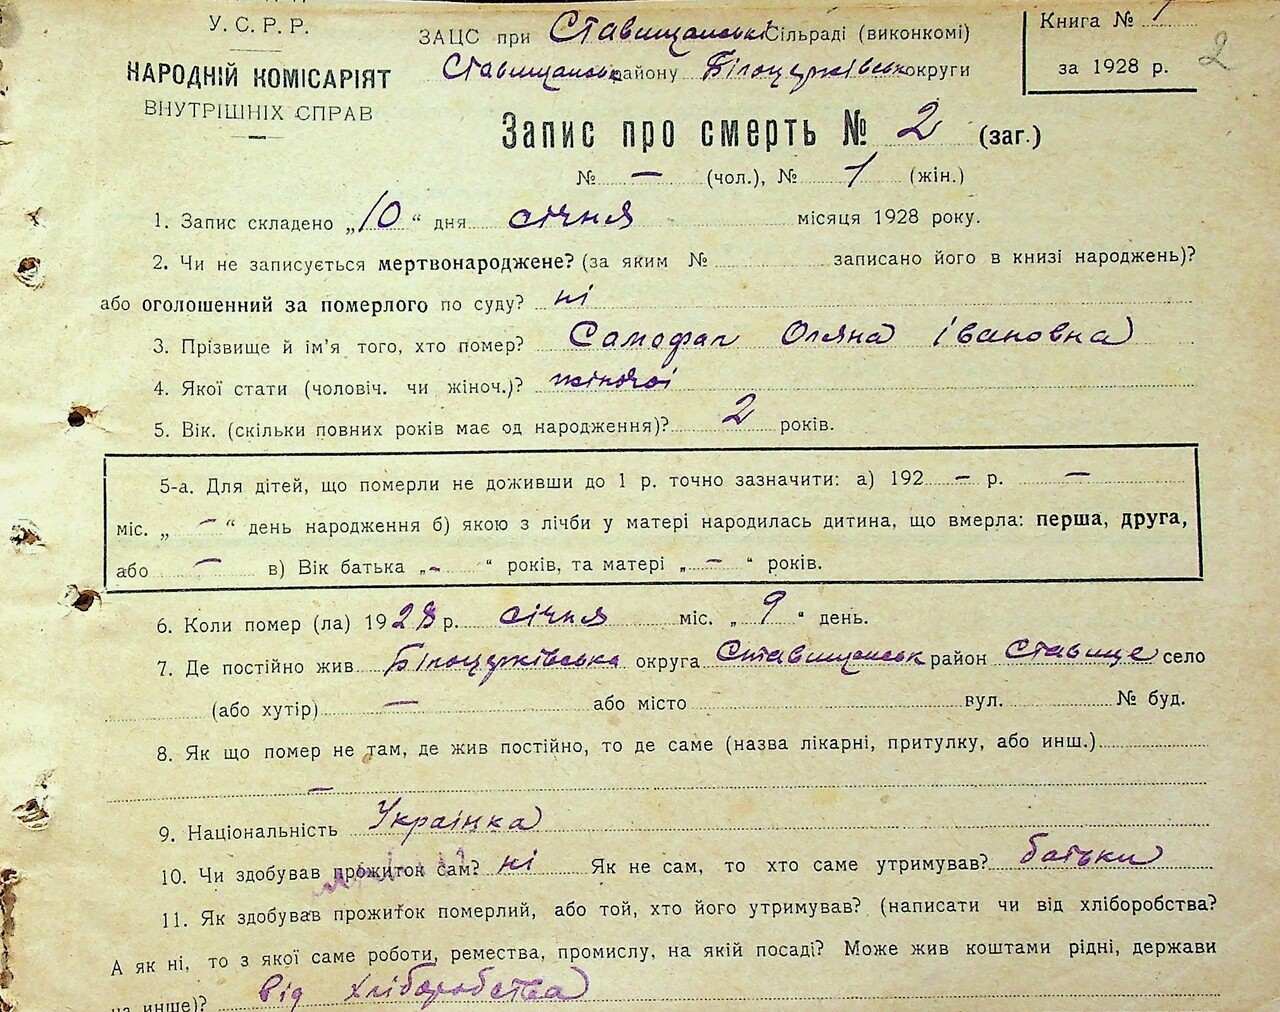 У.С.Р.Р.
НАРОДНІЙ КОМІСАРІЯТ
ВНУТРІШНІХ СПРАВ
ЗАЦС при Ставищанській Сільраді (виконкомі)
Ставищанськ району Білоцерківськ округи
Книга № 1
за 1928 р.
2
Запис про смерть № 2 (заг.)
№ — (чол.), № 1 (жін.)
1. Запис складено „10“ дня січня місяця 1928 року.
2. Чи не записується мертвонароджене? (за яким № записано його в книзі народжень)?
або оголошенний за померлого по суду? ні
3. Прізвище й ім'я того, хто помер? Самофал Оляна Івановна
4. Якої статі (чоловіч. чи жіноч.)? жіночої
5. Вік. (скільки повних років має од народження)? 2 років.
5-а. Для дітей, що померли не доживши до 1 р. точно зазначити: а) 192 — р. —
міс. „ — “ день народження б) якою з лічби у матері народилась дитина, що вмерла: перша, друга,
або — в) Вік батька „ - “ років, та матері „ — “ років.
6. Коли помер (ла) 1928 р. січня міс. „ 9 “ день.
7. Де постійно жив Білоцерківська округа Ставищанськ район Ставище село
(або хутір) — або місто вул. № буд.
8. Як що помер не там, де жив постійно, то де саме (назва лікарні, притулку, або инш.)
—
9. Національність Українка
10. Чи здобував прожиток сам? ні Як не сам, то хто саме утримував? батьки
11. Як здобував прожиток померлий, або той, хто його утримував? (написати чи від хліборобства?
А як ні, то з якої саме роботи, ремества, промислу, на якій посаді? Може жив коштами рідні, держави
на инше)? від хліборобства